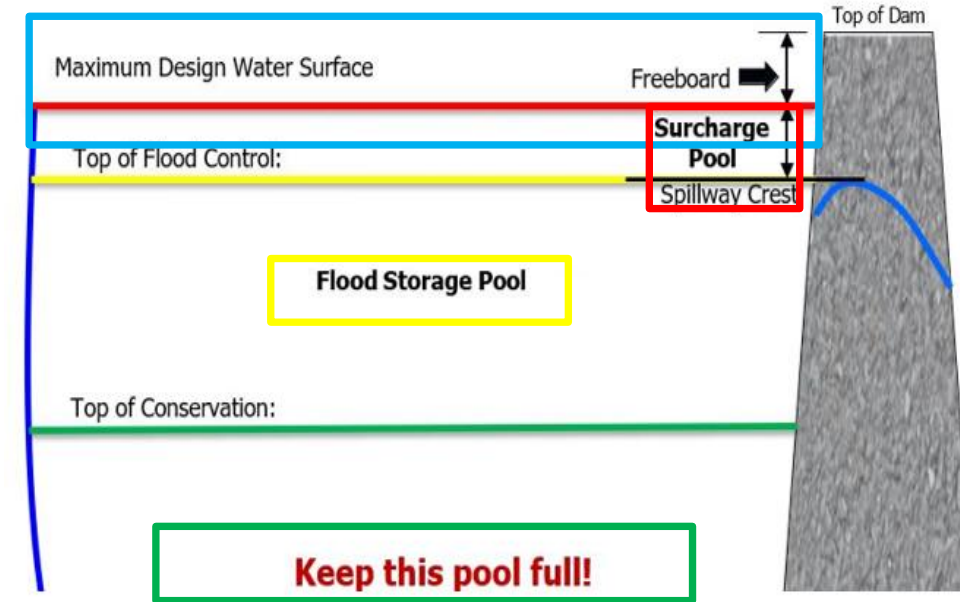 Top of Dam
Maximum Design Water Surface
Freeboard
Surcharge
Pool
Top of Flood Control:
Spillway Crest
Flood Storage Pool
Top of Conservation:
Keep this pool full!